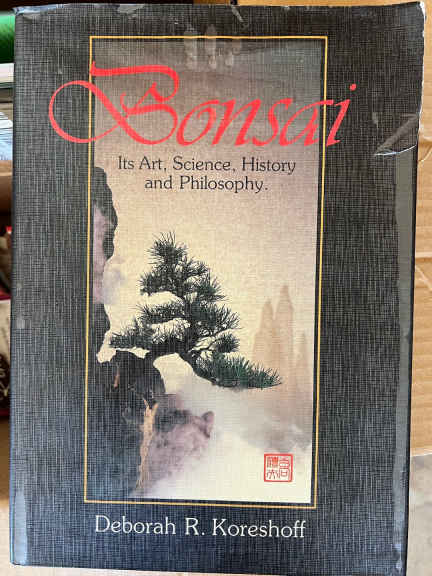 Bonsai
Its Art, Science, History
and Philosophy.
Deborah R. Koreshoff